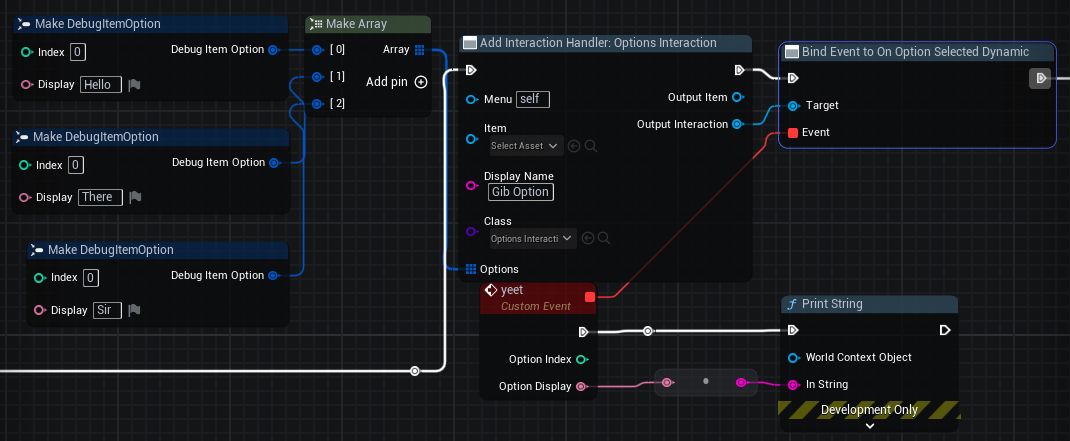 Make DebugItemOption
Index 0
Debug Item Option
Display Hello
Make Array
[ 0]
Array
[ 1]
Add pin
[ 2]
Make DebugItemOption
Index 0
Debug Item Option
Display There
Make DebugItemOption
Index 0
Debug Item Option
Display Sir
Add Interaction Handler: Options Interaction
Menu self
Output Item
Item
Output Interaction
Select Asset
Display Name
Gib Option
Class
Options Interacti
Options
Bind Event to On Option Selected Dynamic
Target
Event
yeet
Custom Event
Option Index
Option Display
f Print String
World Context Object
In String
Development Only